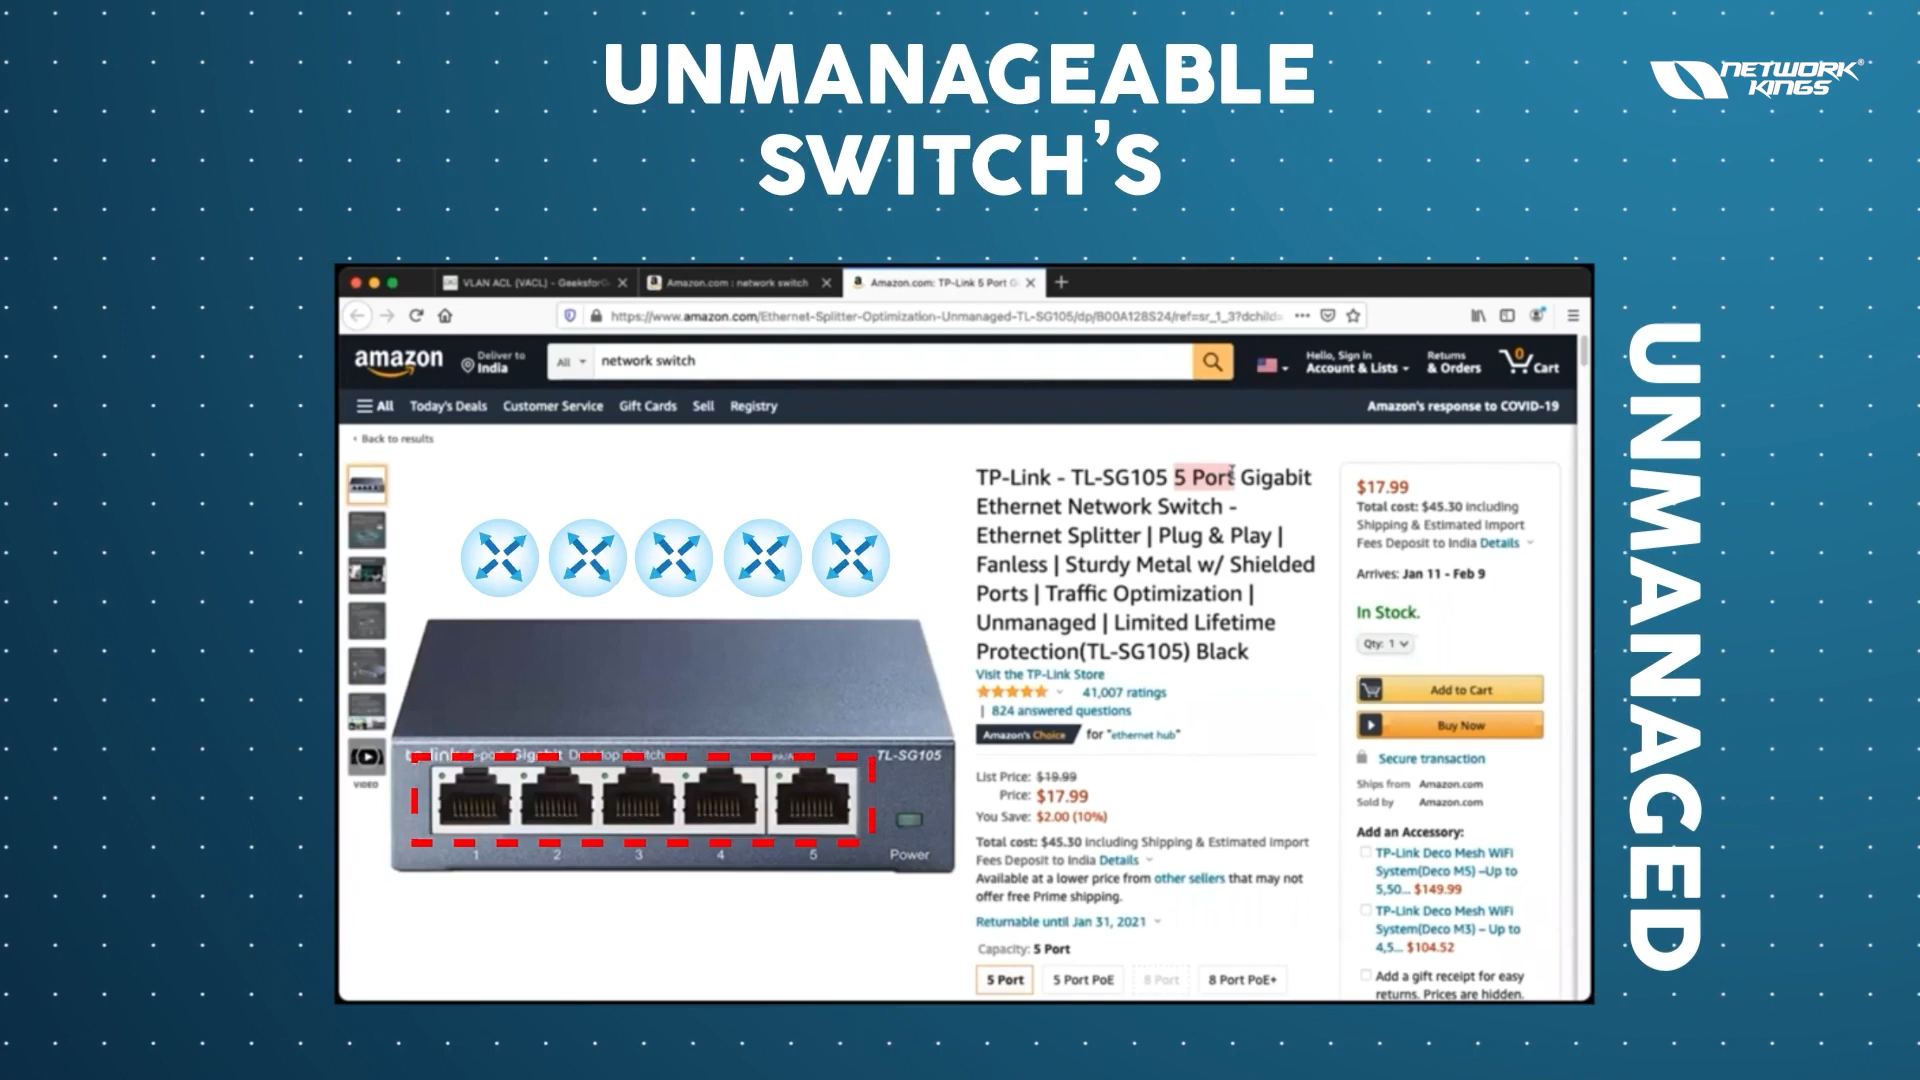 UNMANAGEABLE
SWITCH'S
NETWORK
KINGS®
UNMANAGED
VLAN ACL (VACL) - Geeksfor
Amazon.com : network switch
Amazon.com: TP-Link 5 Port G
https://www.amazon.com/Ethernet-Splitter-Optimization-Unmanaged-TL-SG105/dp/B00A128S24/ref=sr_1_3?dchild=
amazon
Deliver to
India
All
network switch
Hello, Sign in
Account & Lists
Returns
& Orders
0
Cart
All
Today's Deals
Customer Service
Gift Cards
Sell
Registry
Amazon's response to COVID-19
‹ Back to results
VIDEO
TL-SG105
1 2 3 4 5 Power
TP-Link - TL-SG105 5 Port Gigabit
Ethernet Network Switch -
Ethernet Splitter | Plug & Play |
Fanless | Sturdy Metal w/ Shielded
Ports | Traffic Optimization |
Unmanaged | Limited Lifetime
Protection(TL-SG105) Black
Visit the TP-Link Store
41,007 ratings
| 824 answered questions
Amazon's Choice for "ethernet hub"
List Price: $19.99
Price: $17.99
You Save: $2.00 (10%)
Total cost: $45.30 including Shipping & Estimated Import
Fees Deposit to India Details
Available at a lower price from other sellers that may not
offer free Prime shipping.
Returnable until Jan 31, 2021
Capacity: 5 Port
5 Port
5 Port PoE
8 Port
8 Port PoE+
$17.99
Total cost: $45.30 including
Shipping & Estimated Import
Fees Deposit to India Details
Arrives: Jan 11 - Feb 9
In Stock.
Qty: 1
Add to Cart
Buy Now
Secure transaction
Ships from Amazon.com
Sold by Amazon.com
Add an Accessory:
TP-Link Deco Mesh WiFi
System(Deco M5) –Up to
5,50... $149.99
TP-Link Deco Mesh WiFi
System(Deco M3) – Up to
4,5... $104.52
Add a gift receipt for easy
returns. Prices are hidden.